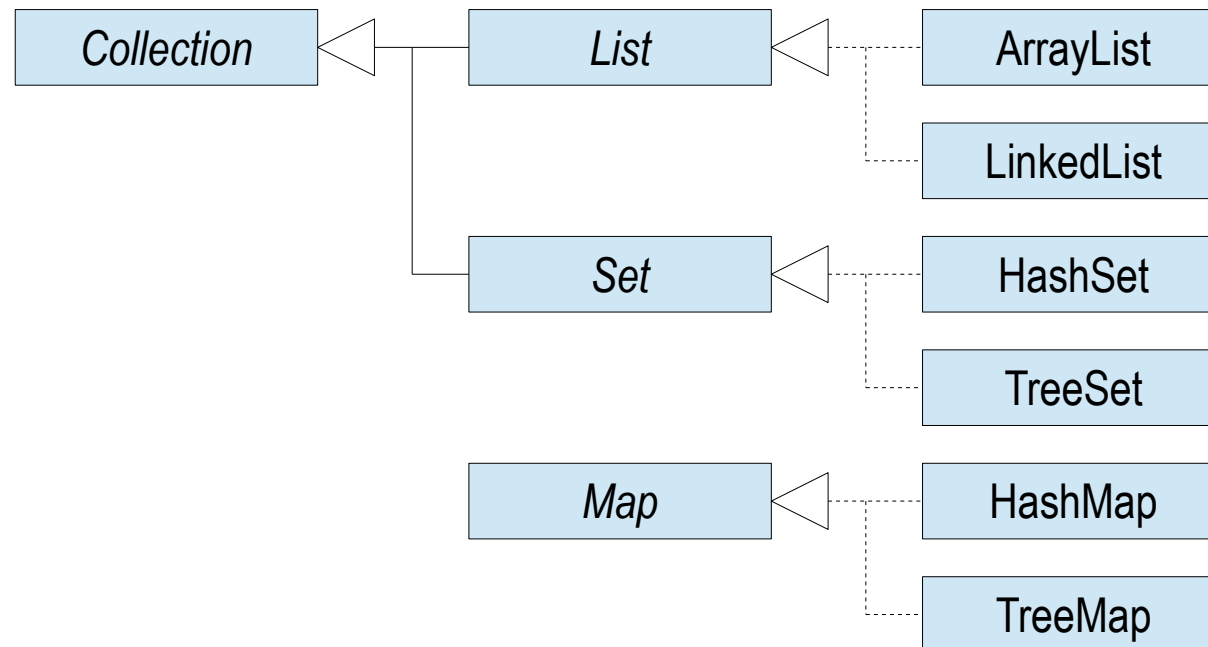 Collection
List
ArrayList
LinkedList
Set
HashSet
TreeSet
Map
HashMap
TreeMap